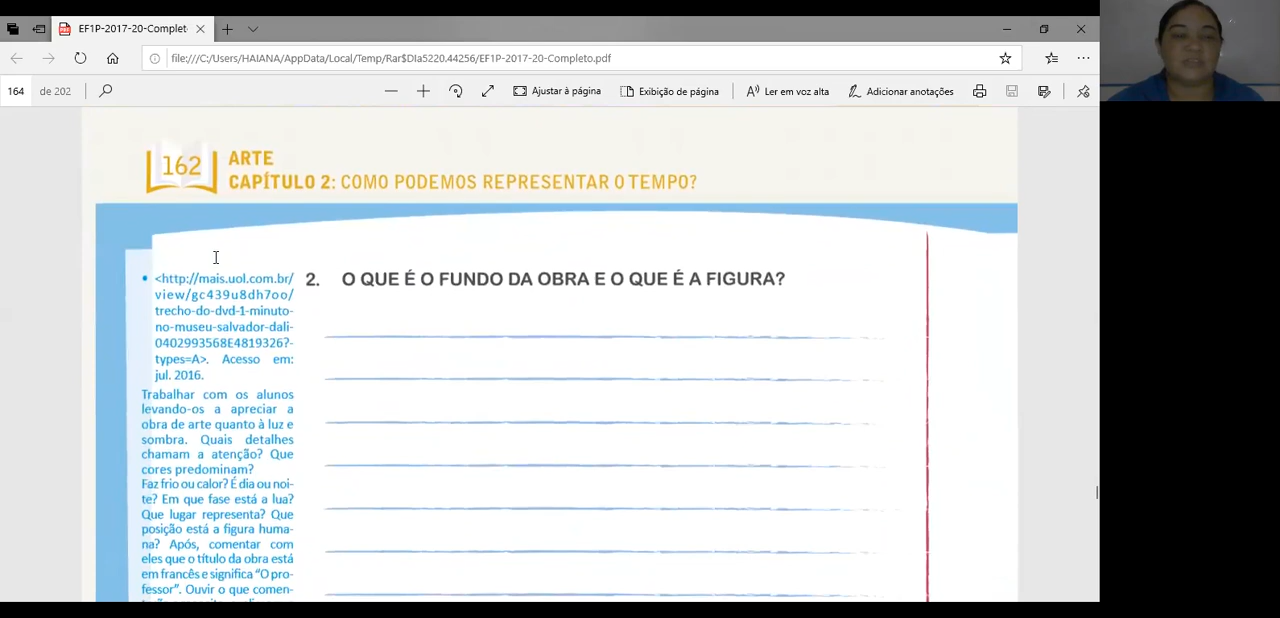 EF1P-2017-20-Complet
file:///C:/Users/HAIANA/AppData/Local/Temp/Rar$DIa5220.44256/EF1P-2017-20-Completo.pdf
164 de 202
Ajustar à página
Exibição de página
Ler em voz alta
Adicionar anotações
162
ARTE
CAPÍTULO 2: COMO PODEMOS REPRESENTAR O TEMPO?
• <http://mais.uol.com.br/
view/gc439u8dh7oo/
trecho-do-dvd-1-minuto-
no-museu-salvador-dali-
0402993568E4819326?-
types=A>. Acesso em:
jul. 2016.
Trabalhar com os alunos
levando-os a apreciar a
obra de arte quanto à luz e
sombra. Quais detalhes
chamam a atenção? Que
cores predominam?
Faz frio ou calor? É dia ou noi-
te? Em que fase está a lua?
Que lugar representa? Que
posição está a figura huma-
na? Após, comentar com
eles que o título da obra está
em francês e significa “O pro-
fessor”. Ouvir o que comen-
2. O QUE É O FUNDO DA OBRA E O QUE É A FIGURA?